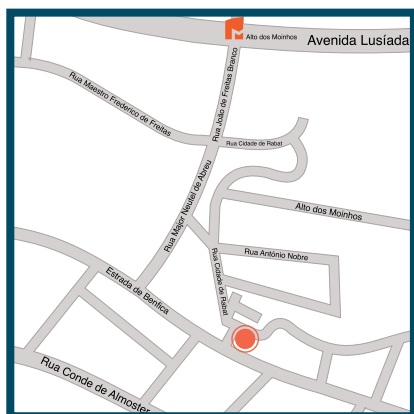 Alto dos Moinhos
Avenida Lusíada
Rua Maestro Frederico de Freitas
Rua João de Freitas Branco
Rua Cidade de Rabat
Rua Major Neutel de Abreu
Alto dos Moinhos
Rua António Nobre
Estrada de Benfica
Rua Cidade de Rabat
Rua Conde de Almoster